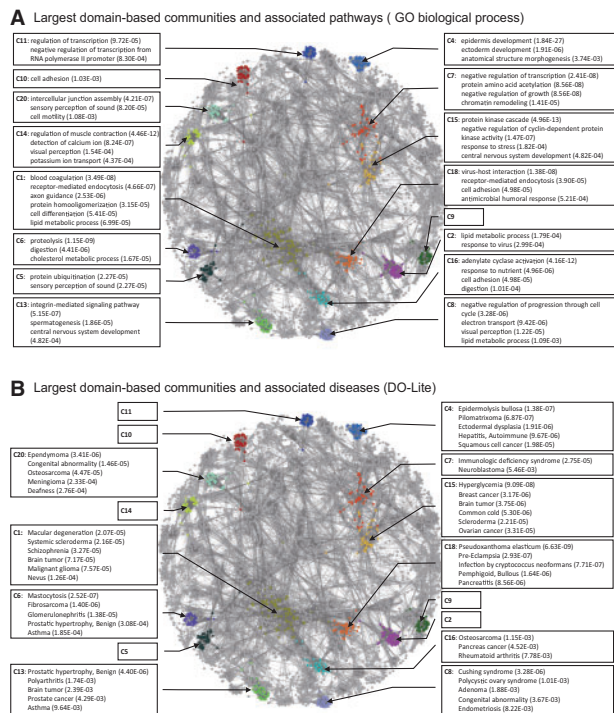 A Largest domain-based communities and associated pathways ( GO biological process)
C11: regulation of transcription (9.72E-05)
negative regulation of transcription from
RNA polymerase II promoter (8.30E-04)
C10: cell adhesion (1.03E-03)
C20: intercellular junction assembly (4.21E-07)
sensory perception of sound (8.20E-05)
cell motility (1.08E-03)
C14: regulation of muscle contraction (4.46E-12)
detection of calcium ion (8.24E-07)
visual perception (1.54E-04)
potassium ion transport (4.37E-04)
C1: blood coagulation (3.49E-08)
receptor-mediated endocytosis (4.66E-07)
axon guidance (2.53E-06)
protein homooligomerization (3.15E-05)
cell differentiation (5.41E-05)
lipid metabolic process (6.99E-05)
C6: proteolysis (1.15E-09)
digestion (4.41E-06)
cholesterol metabolic process (1.67E-05)
C5: protein ubiquitination (2.27E-05)
sensory perception of sound (2.27E-05)
C13: integrin-mediated signaling pathway
(5.15E-07)
spermatogenesis (1.86E-05)
central nervous system development
(4.82E-04)
C4: epidermis development (1.84E-27)
ectoderm development (1.91E-06)
anatomical structure morphogenesis (3.74E-03)
C7: negative regulation of transcription (2.41E-08)
protein amino acid acetylation (8.56E-08)
negative regulation of growth (8.56E-08)
chromatin remodeling (1.41E-05)
C15: protein kinase cascade (4.96E-13)
negative regulation of cyclin-dependent protein
kinase activity (1.47E-07)
response to stress (1.82E-04)
central nervous system development (4.82E-04)
C18: virus-host interaction (1.38E-08)
receptor-mediated endocytosis (3.90E-05)
cell adhesion (4.98E-05)
antimicrobial humoral response (5.21E-04)
C9
C2: lipid metabolic process (1.79E-04)
response to virus (2.99E-04)
C16: adenylate cyclase activation (4.16E-12)
response to nutrient (4.96E-06)
cell adhesion (4.98E-05)
digestion (1.01E-04)
C8: negative regulation of progression through cell
cycle (3.28E-06)
electron transport (9.42E-06)
visual perception (1.22E-05)
lipid metabolic process (1.09E-03)
B Largest domain-based communities and associated diseases (DO-Lite)
C11
C10
C20: Ependymoma (3.41E-06)
Congenital abnormality (1.46E-05)
Osteosarcoma (4.47E-05)
Meningioma (2.33E-04)
Deafness (2.76E-04)
C14
C1: Macular degeneration (2.07E-05)
Systemic scleroderma (2.16E-05)
Schizophrenia (3.27E-05)
Brain tumor (7.17E-05)
Malignant glioma (7.57E-05)
Nevus (1.26E-04)
C6: Mastocytosis (2.52E-07)
Fibrosarcoma (1.40E-06)
Glomerulonephritis (1.38E-05)
Prostatic hypertrophy, Benign (3.08E-04)
Asthma (1.85E-04)
C5
C13: Prostatic hypertrophy, Benign (4.40E-06)
Polyarthritis (1.74E-03)
Brain tumor (2.39E-03
Prostate cancer (4.29E-03)
Asthma (9.64E-03)
C4: Epidermolysis bullosa (1.38E-07)
Pilomatrixoma (6.87E-07)
Ectodermal dysplasia (1.91E-06)
Hepatitis, Autoimmune (9.67E-06)
Squamous cell cancer (1.98E-05)
C7: Immunologic deficiency syndrome (2.75E-05)
Neuroblastoma (5.46E-03)
C15: Hyperglycemia (9.09E-08)
Breast cancer (3.17E-06)
Brain tumor (3.75E-06)
Common cold (5.30E-06)
Scleroderma (2.21E-05)
Ovarian cancer (3.31E-05)
C18: Pseudoxanthoma elasticum (6.63E-09)
Pre-Eclampsia (2.93E-07)
Infection by cryptococcus neoformans (7.71E-07)
Pemphigoid, Bullous (1.64E-06)
Pancreatitis (8.56E-06)
C9
C2
C16: Osteosarcoma (1.15E-03)
Pancreas cancer (4.52E-03)
Rheumatoid arthritis (7.78E-03)
C8: Cushing syndrome (3.28E-06)
Polycystic ovary syndrome (1.01E-03)
Adenoma (1.88E-03)
Congenital abnormality (3.67E-03)
Endometriosis (8.22E-03)